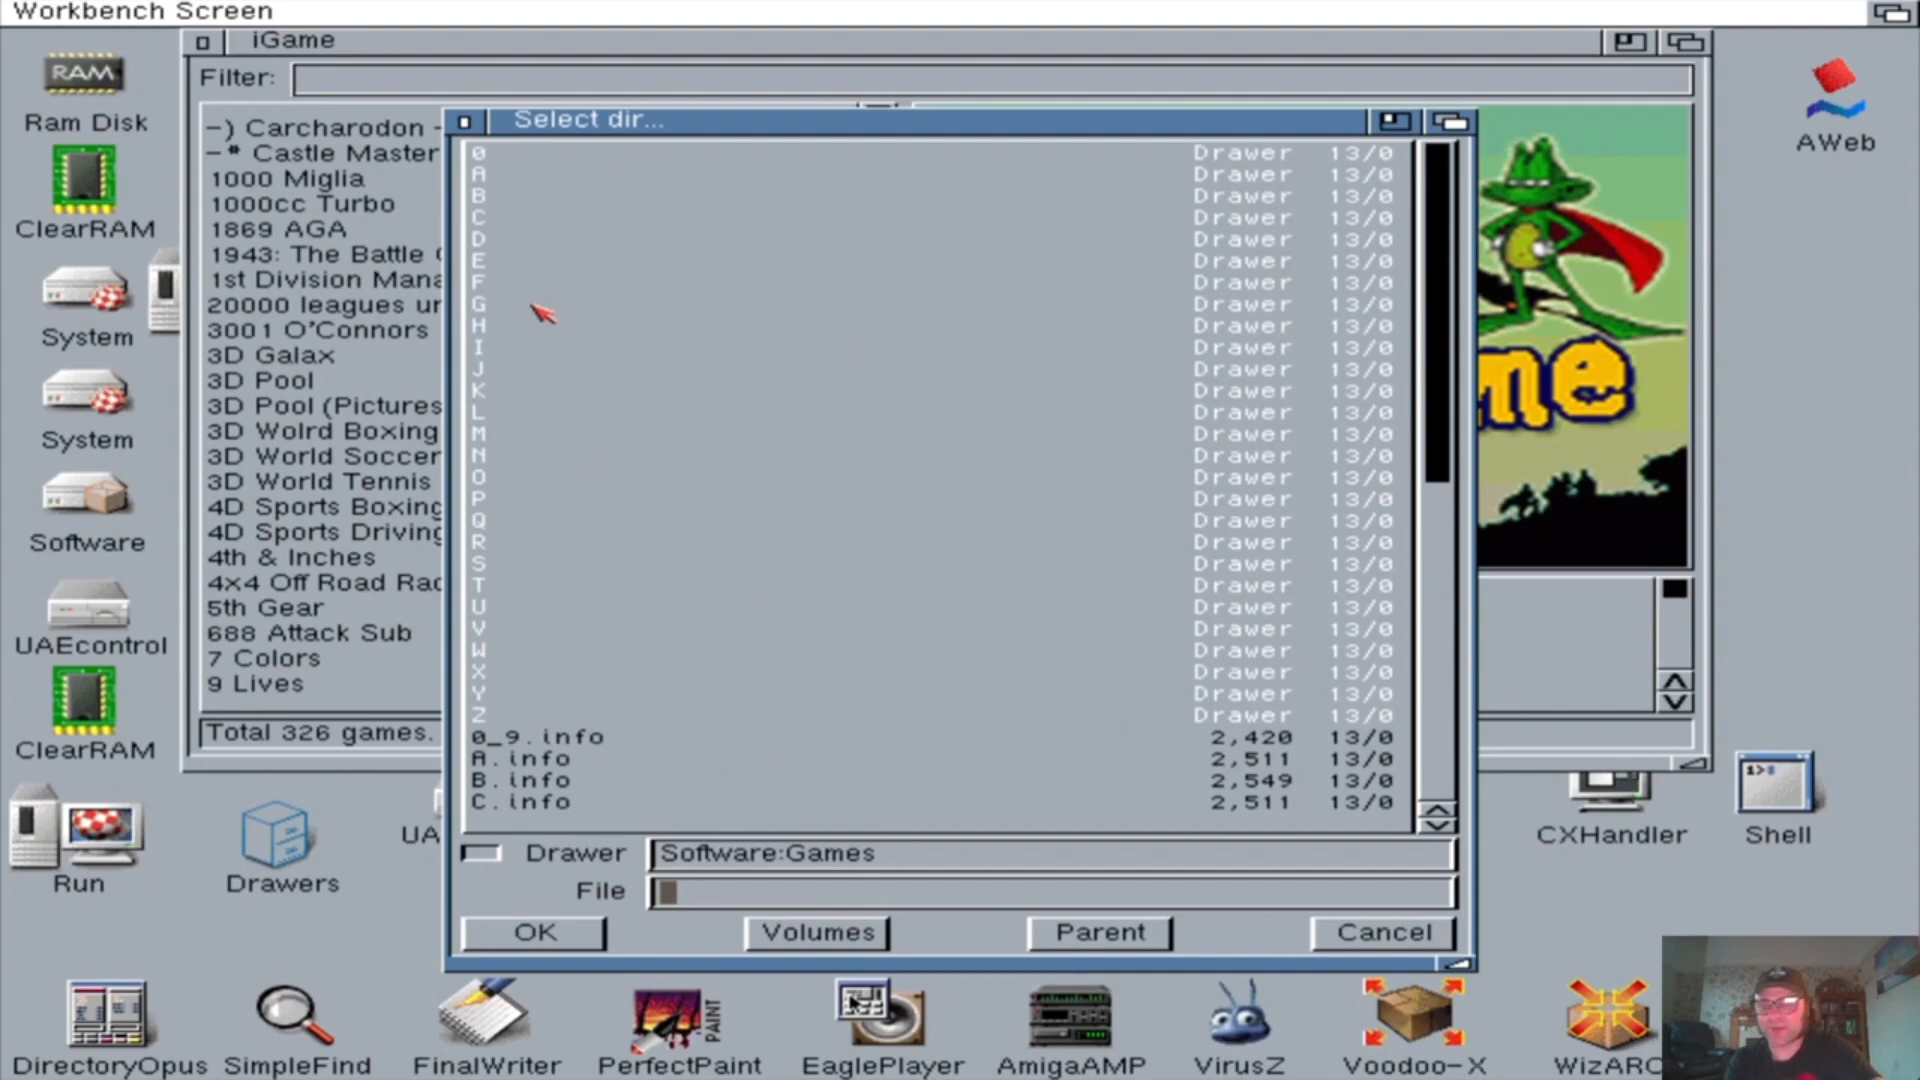 Workbench Screen
iGame
Filter:
RAM
Ram Disk
ClearRAM
System
System
Software
UAEcontrol
ClearRAM
Run
Drawers
UA
AWeb
-) Carcharodon -
-* Castle Master
1000 Miglia
1000cc Turbo
1869 AGA
1943: The Battle
1st Division Mana
20000 leagues ur
3001 O'Connors
3D Galax
3D Pool
3D Pool (Pictures
3D Wolrd Boxing
3D World Soccer
3D World Tennis
4D Sports Boxing
4D Sports Driving
4th & Inches
4x4 Off Road Rac
5th Gear
688 Attack Sub
7 Colors
9 Lives
Total 326 games.
Select dir...
0 Drawer 13/0
A Drawer 13/0
B Drawer 13/0
C Drawer 13/0
D Drawer 13/0
E Drawer 13/0
F Drawer 13/0
G Drawer 13/0
H Drawer 13/0
I Drawer 13/0
J Drawer 13/0
K Drawer 13/0
L Drawer 13/0
M Drawer 13/0
N Drawer 13/0
O Drawer 13/0
P Drawer 13/0
Q Drawer 13/0
R Drawer 13/0
S Drawer 13/0
T Drawer 13/0
U Drawer 13/0
V Drawer 13/0
W Drawer 13/0
X Drawer 13/0
Y Drawer 13/0
Z Drawer 13/0
0_9.info 2,420 13/0
A.info 2,511 13/0
B.info 2,549 13/0
C.info 2,511 13/0
Drawer Software:Games
File
OK Volumes Parent Cancel
me
CXHandler
1>
Shell
DirectoryOpus
SimpleFind
FinalWriter
PAINT
PerfectPaint
EaglePlayer
AmigaAMP
VirusZ
Voodoo-X
WizARC